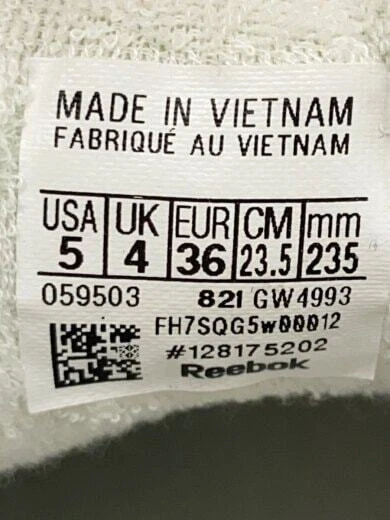 MADE IN VIETNAM
FABRIQUÉ AU VIETNAM
USA UK EUR CM mm
5 4 36 23.5 235
059503 821 GW4993
FH7SQG5w00012
#128175202
Reebok